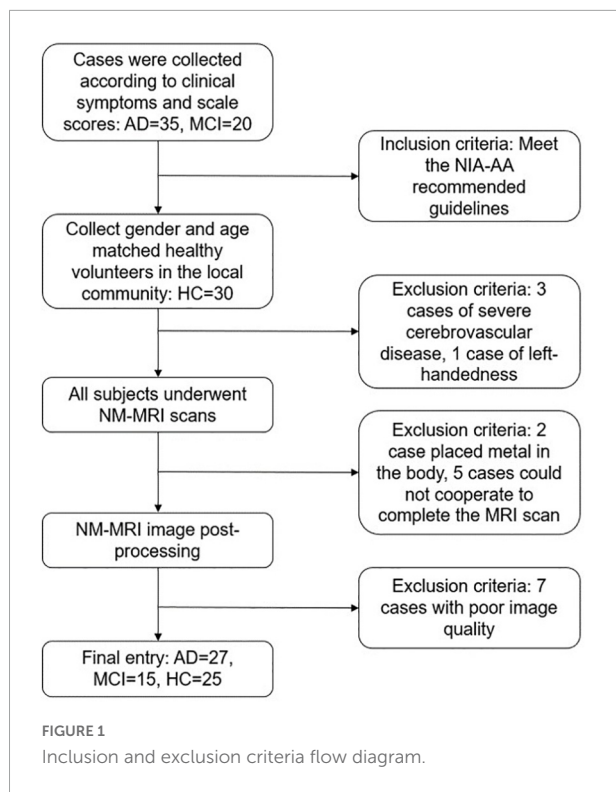 Cases were collected
according to clinical
symptoms and scale
scores: AD=35, MCI=20
Inclusion criteria: Meet
the NIA-AA
recommended
guidelines
Collect gender and age
matched healthy
volunteers in the local
community: HC=30
Exclusion criteria: 3
cases of severe
cerebrovascular
disease, 1 case of left-
handedness
All subjects underwent
NM-MRI scans
Exclusion criteria: 2
case placed metal in
the body, 5 cases could
not cooperate to
complete the MRI scan
NM-MRI image post-
processing
Exclusion criteria: 7
cases with poor image
quality
Final entry: AD=27,
MCI=15, HC=25
FIGURE 1
Inclusion and exclusion criteria flow diagram.